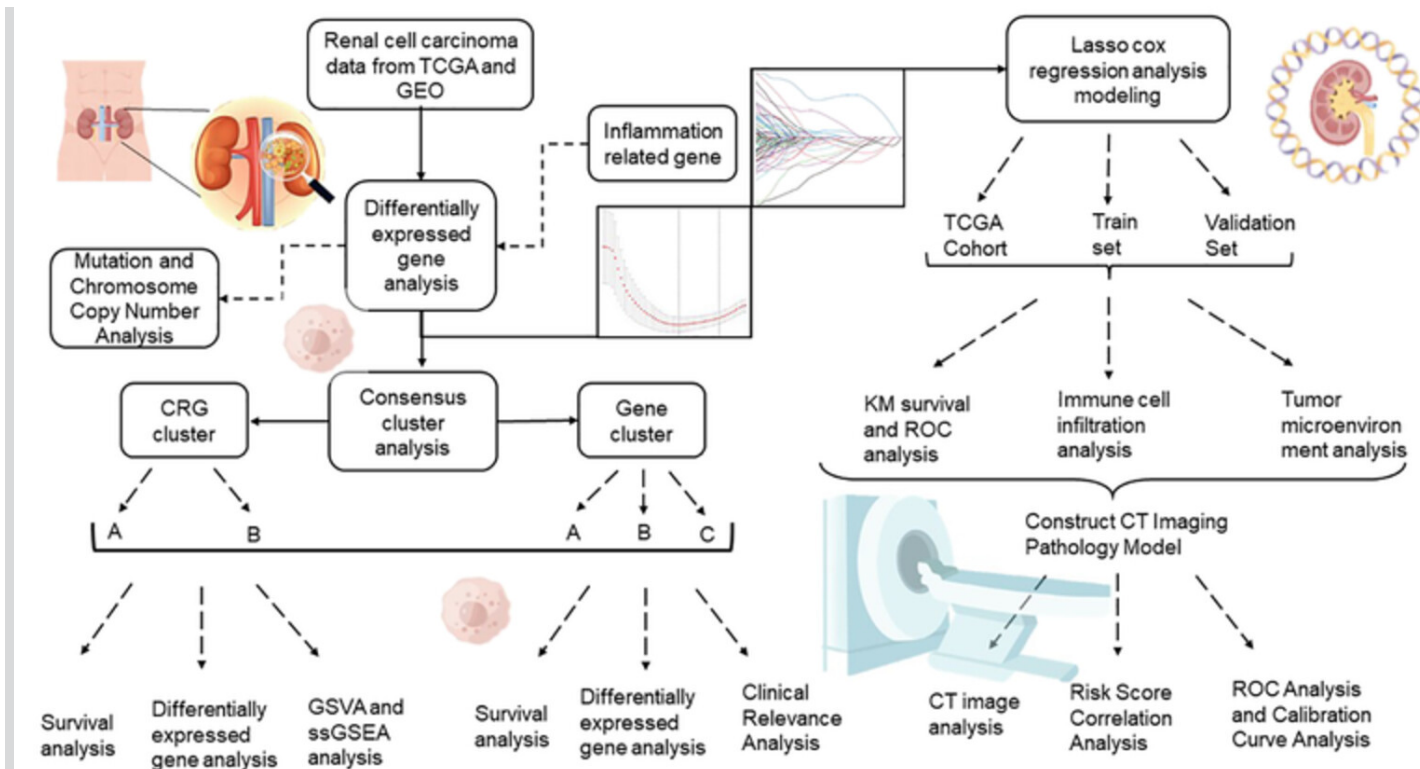 Renal cell carcinoma
data from TCGA and
GEO
Inflammation
related gene
Differentially
expressed
gene
analysis
Mutation and
Chromosome
Copy Number
Analysis
Consensus
cluster
analysis
CRG
cluster
Gene
cluster
A
B
A
B
C
Survival
analysis
Differentially
expressed
gene analysis
GSVA and
ssGSEA
analysis
Survival
analysis
Differentially
expressed
gene analysis
Clinical
Relevance
Analysis
Lasso cox
regression analysis
modeling
TCGA
Cohort
Train
set
Validation
Set
KM survival
and ROC
analysis
Immune cell
infiltration
analysis
Tumor
microenviron
ment analysis
Construct CT Imaging
Pathology Model
CT image
analysis
Risk Score
Correlation
Analysis
ROC Analysis
and Calibration
Curve Analysis